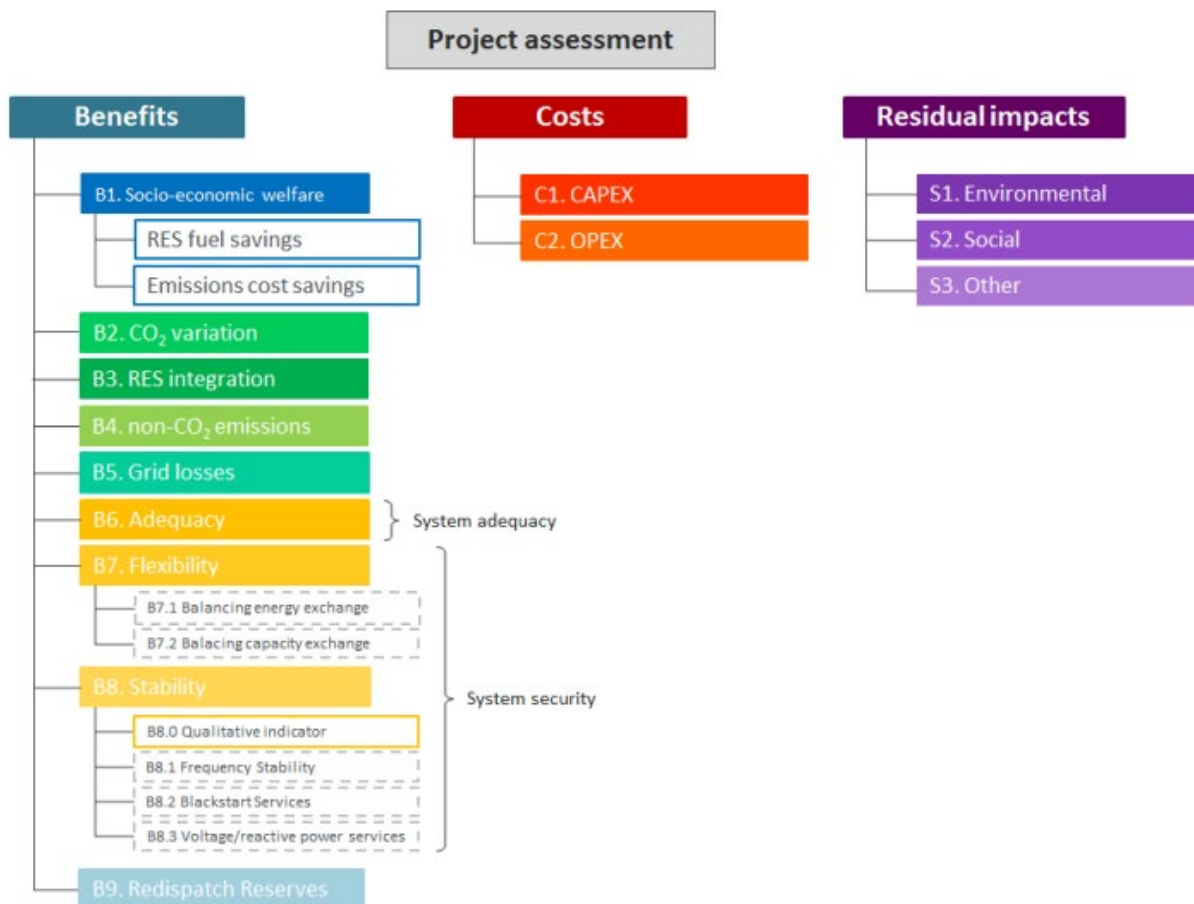 Project assessment
Benefits
B1. Socio-economic welfare
RES fuel savings
Emissions cost savings
B2. CO₂ variation
B3. RES integration
B4. non-CO₂ emissions
B5. Grid losses
B6. Adequacy
System adequacy
B7. Flexibility
B7.1 Balancing energy exchange
B7.2 Balacing capacity exchange
B8. Stability
System security
B8.0 Qualitative indicator
B8.1 Frequency Stability
B8.2 Blackstart Services
B8.3 Voltage/reactive power services
B9. Redispatch Reserves
Costs
C1. CAPEX
C2. OPEX
Residual impacts
S1. Environmental
S2. Social
S3. Other